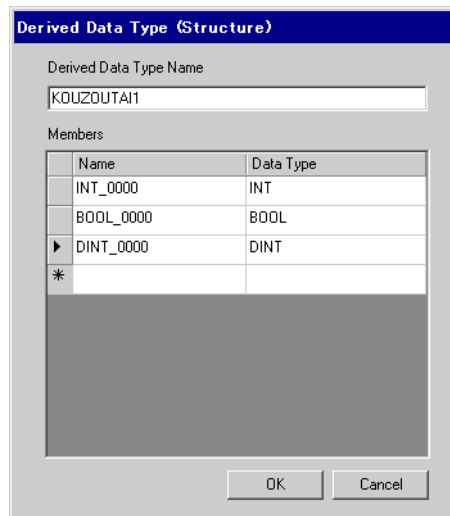 Derived Data Type (Structure)
Derived Data Type Name
KOUZOUTAI1
Members
Name Data Type
INT_0000 INT
BOOL_0000 BOOL
DINT_0000 DINT
*
OK Cancel